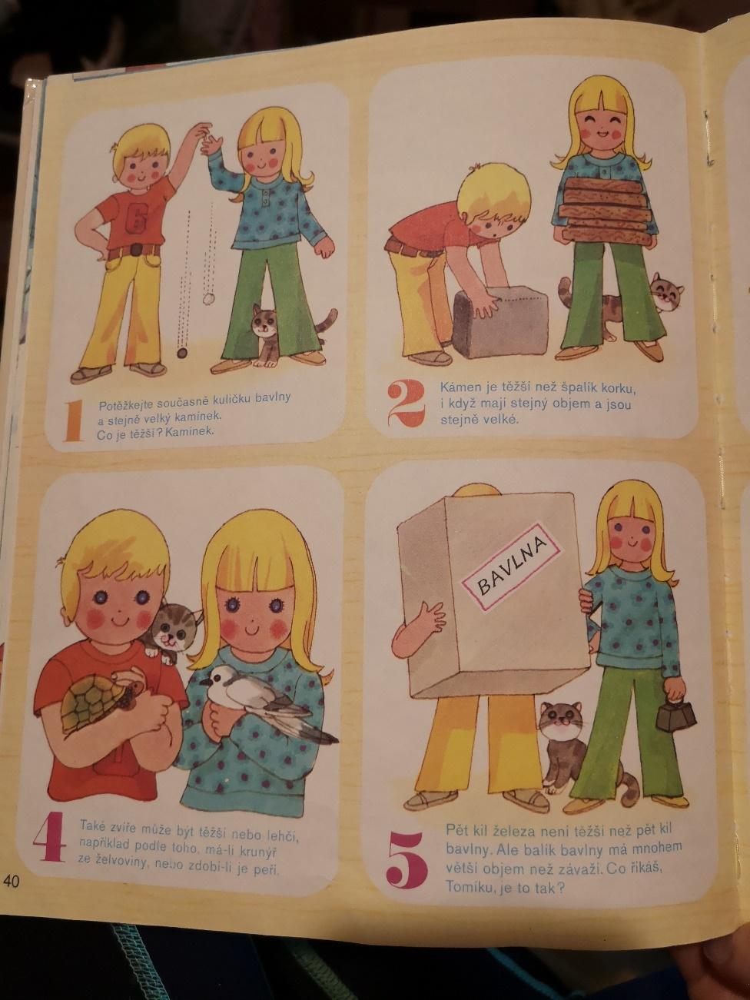 6
1
Potěžkejte současně kuličku bavlny
a stejně velký kamínek.
Co je těžší? Kamínek.
2
Kámen je těžší než špalík korku,
i když mají stejný objem a jsou
stejně velké.
4
Také zvíře může být těžší nebo lehčí,
například podle toho, má-li krunýř
ze želvoviny, nebo zdobí-li je peří.
BAVLNA
5
Pět kil železa není těžší než pět kil
bavlny. Ale balík bavlny má mnohem
větší objem než závaží. Co říkáš,
Tomíku, je to tak?
40